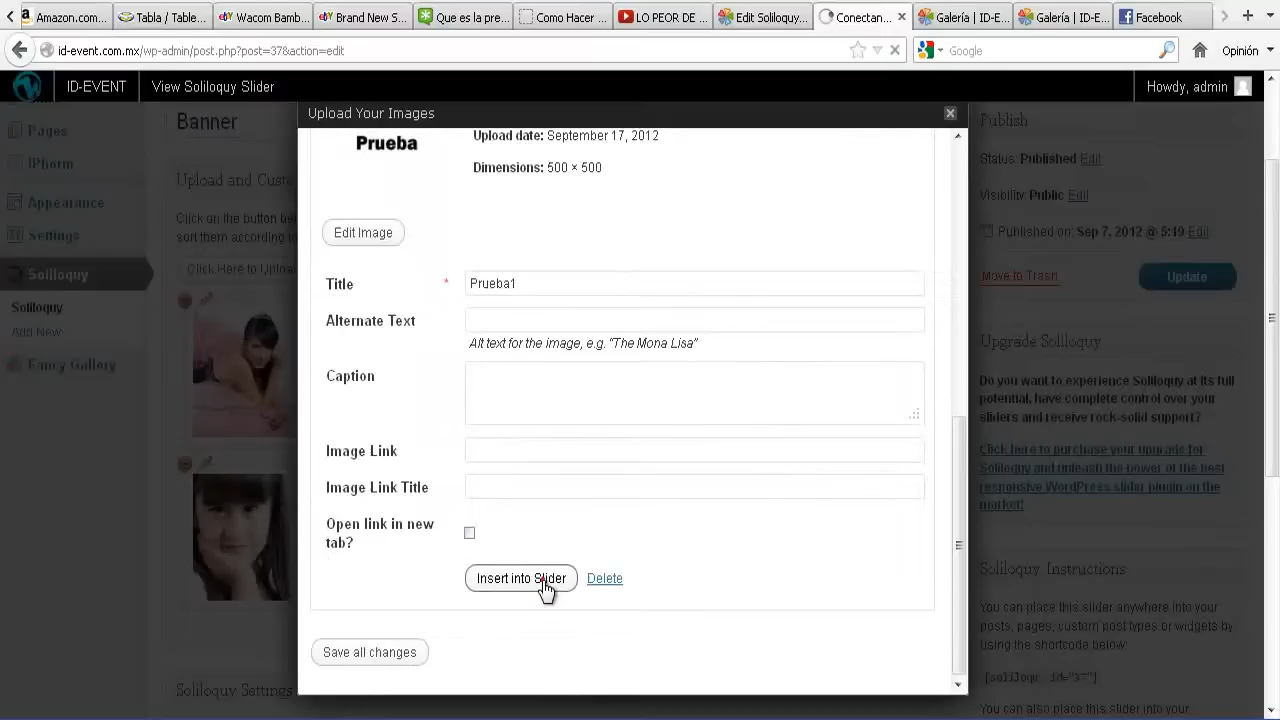 Amazon.com...
Table / Table...
Wacom Bamb...
Brand New S...
Que es la pre...
Como Hacer ...
LO PEOR DE ...
Edit Soliloquy...
Galería | ID-E...
Galería | ID-E...
Facebook
id-event.com.mx/wp-admin/post.php?post=37&action=edit
Google
Opinión
ID-EVENT
View Soliloquy Slider
Howdy, admin
Upload Your Images
Pages
IPhorm
Appearance
Settings
Soliloquy
Soliloquy
Add New
Fancy Gallery
Banner
Upload and Custo
Click on the button be
sort them according to
Click Here to Upload
Soliloquy Settings
Prueba
Upload date: September 17, 2012
Dimensions: 500 × 500
Edit Image
Title * Prueba1
Alternate Text
Alt text for the image, e.g. "The Mona Lisa"
Caption
Image Link
Image Link Title
Open link in new
tab?
Insert into Slider Delete
Save all changes
Publish
Status: Published Edit
Visibility: Public Edit
Published on: Sep 7, 2012 @ 5:19 Edit
Move to Trash
Update
Upgrade Soliloquy
Do you want to experience Soliloquy at its full
potential, have complete control over your
sliders and receive rock-solid support?
Click here to purchase your upgrade for
Soliloquy and unleash the power of the best
responsive WordPress slider plugin on the
market!
Soliloquy Instructions
You can place this slider anywhere into your
posts, pages, custom post types or widgets by
using the shortcode below:
You can also place this slider into your